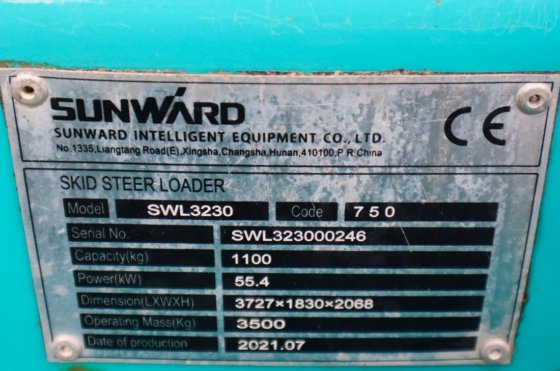 SUNWARD
SUNWARD INTELLIGENT EQUIPMENT CO., LTD.
No.1335,Liangtang Road(E),Xingsha,Changsha,Hunan,410100,P.R.China
CE
SKID STEER LOADER
Model SWL3230 Code 750
Serial No. SWL323000246
Capacity(kg) 1100
Power(kW) 55.4
Dimension(LXWXH) 3727×1830×2068
Operating Mass(Kg) 3500
Date of production 2021.07